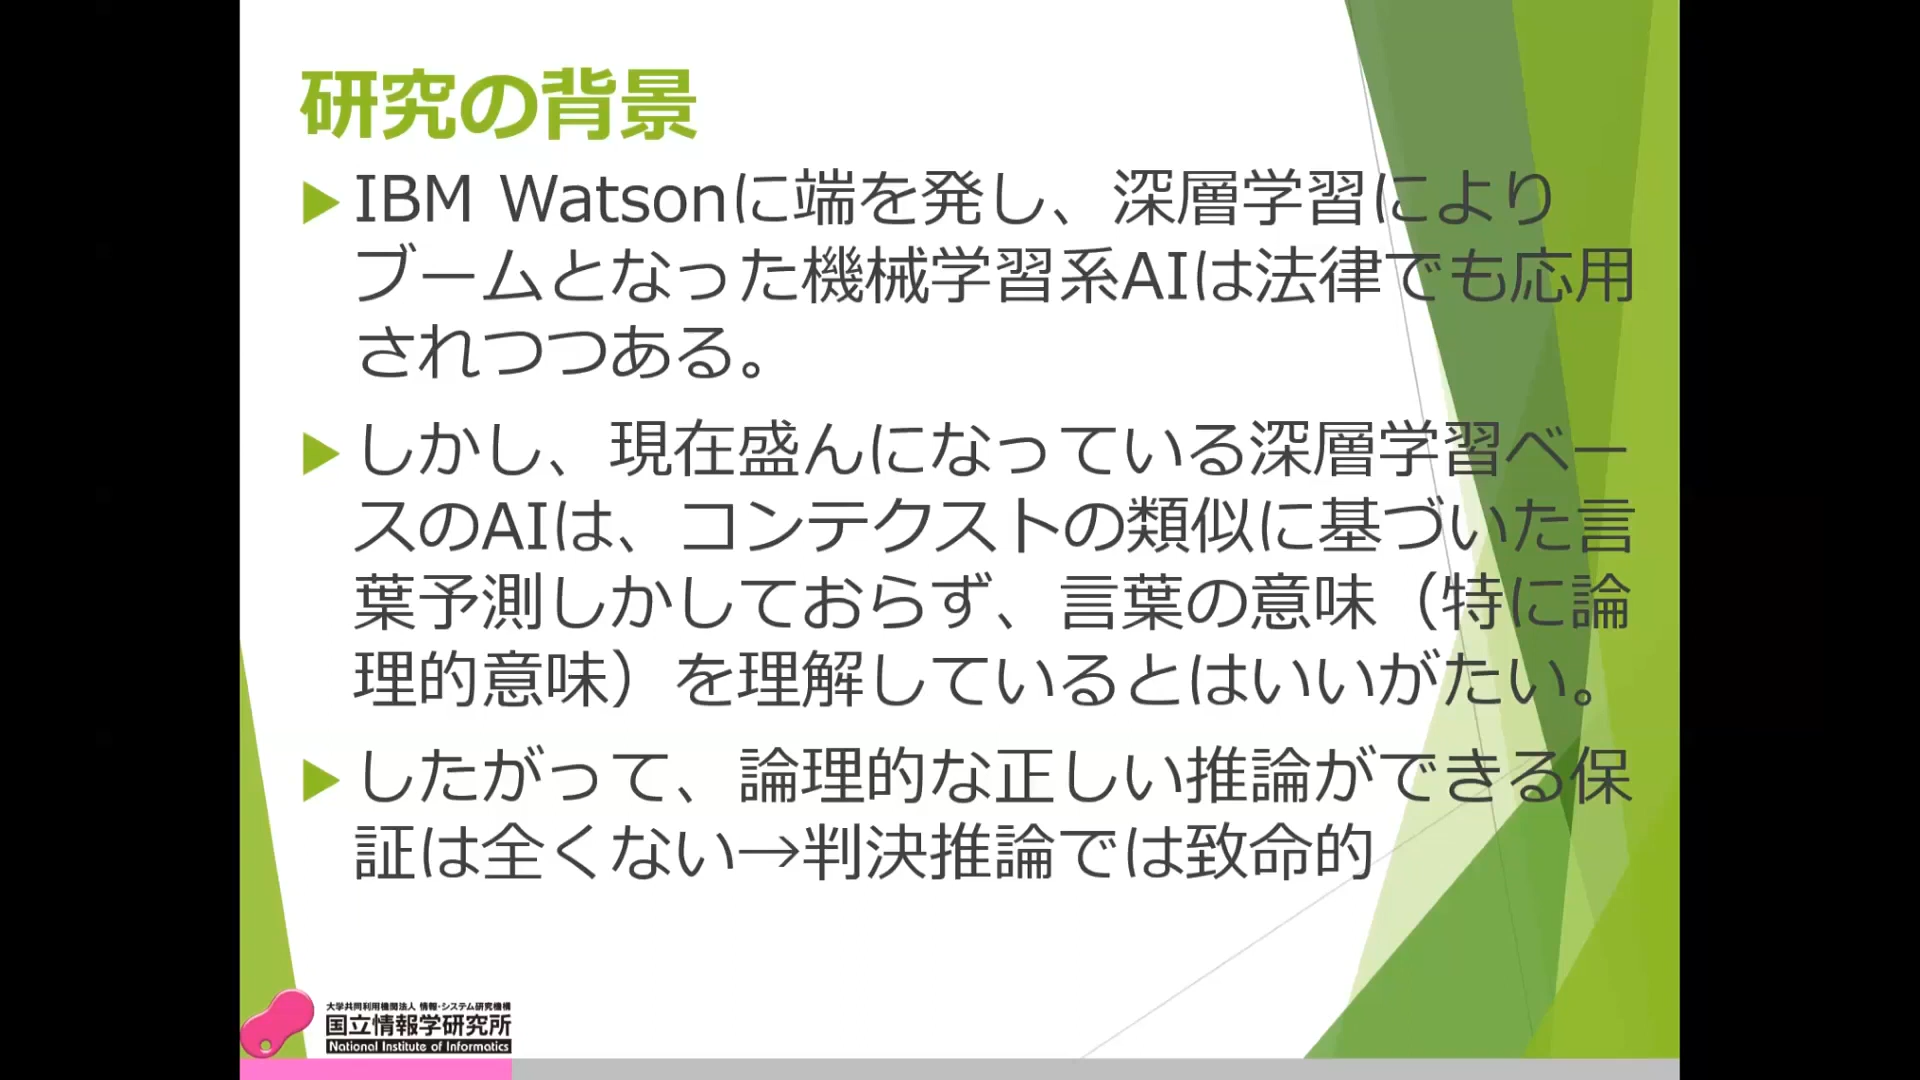 研究の背景
IBM Watsonに端を発し、深層学習により
ブームとなった機械学習系AIは法律でも応用
されつつある。
しかし、現在盛んになっている深層学習ベー
スのAIは、コンテクストの類似に基づいた言
葉予測しかしておらず、言葉の意味（特に論
理的意味）を理解しているとはいいがたい。
したがって、論理的な正しい推論ができる保
証は全くない→判決推論では致命的
大学共同利用機関法人 情報・システム研究機構
国立情報学研究所
National Institute of Informatics